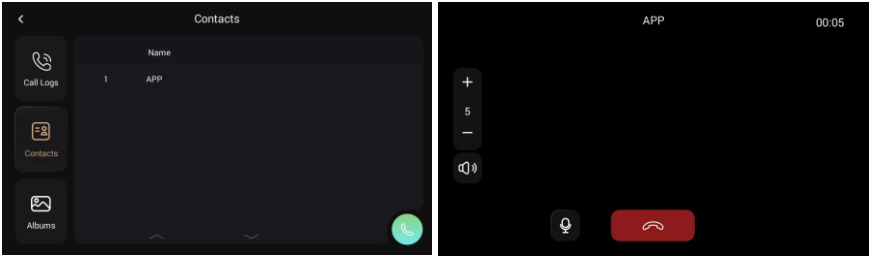 Contacts
Call Logs
Name
1 APP
Contacts
Albums
APP
00:05
5